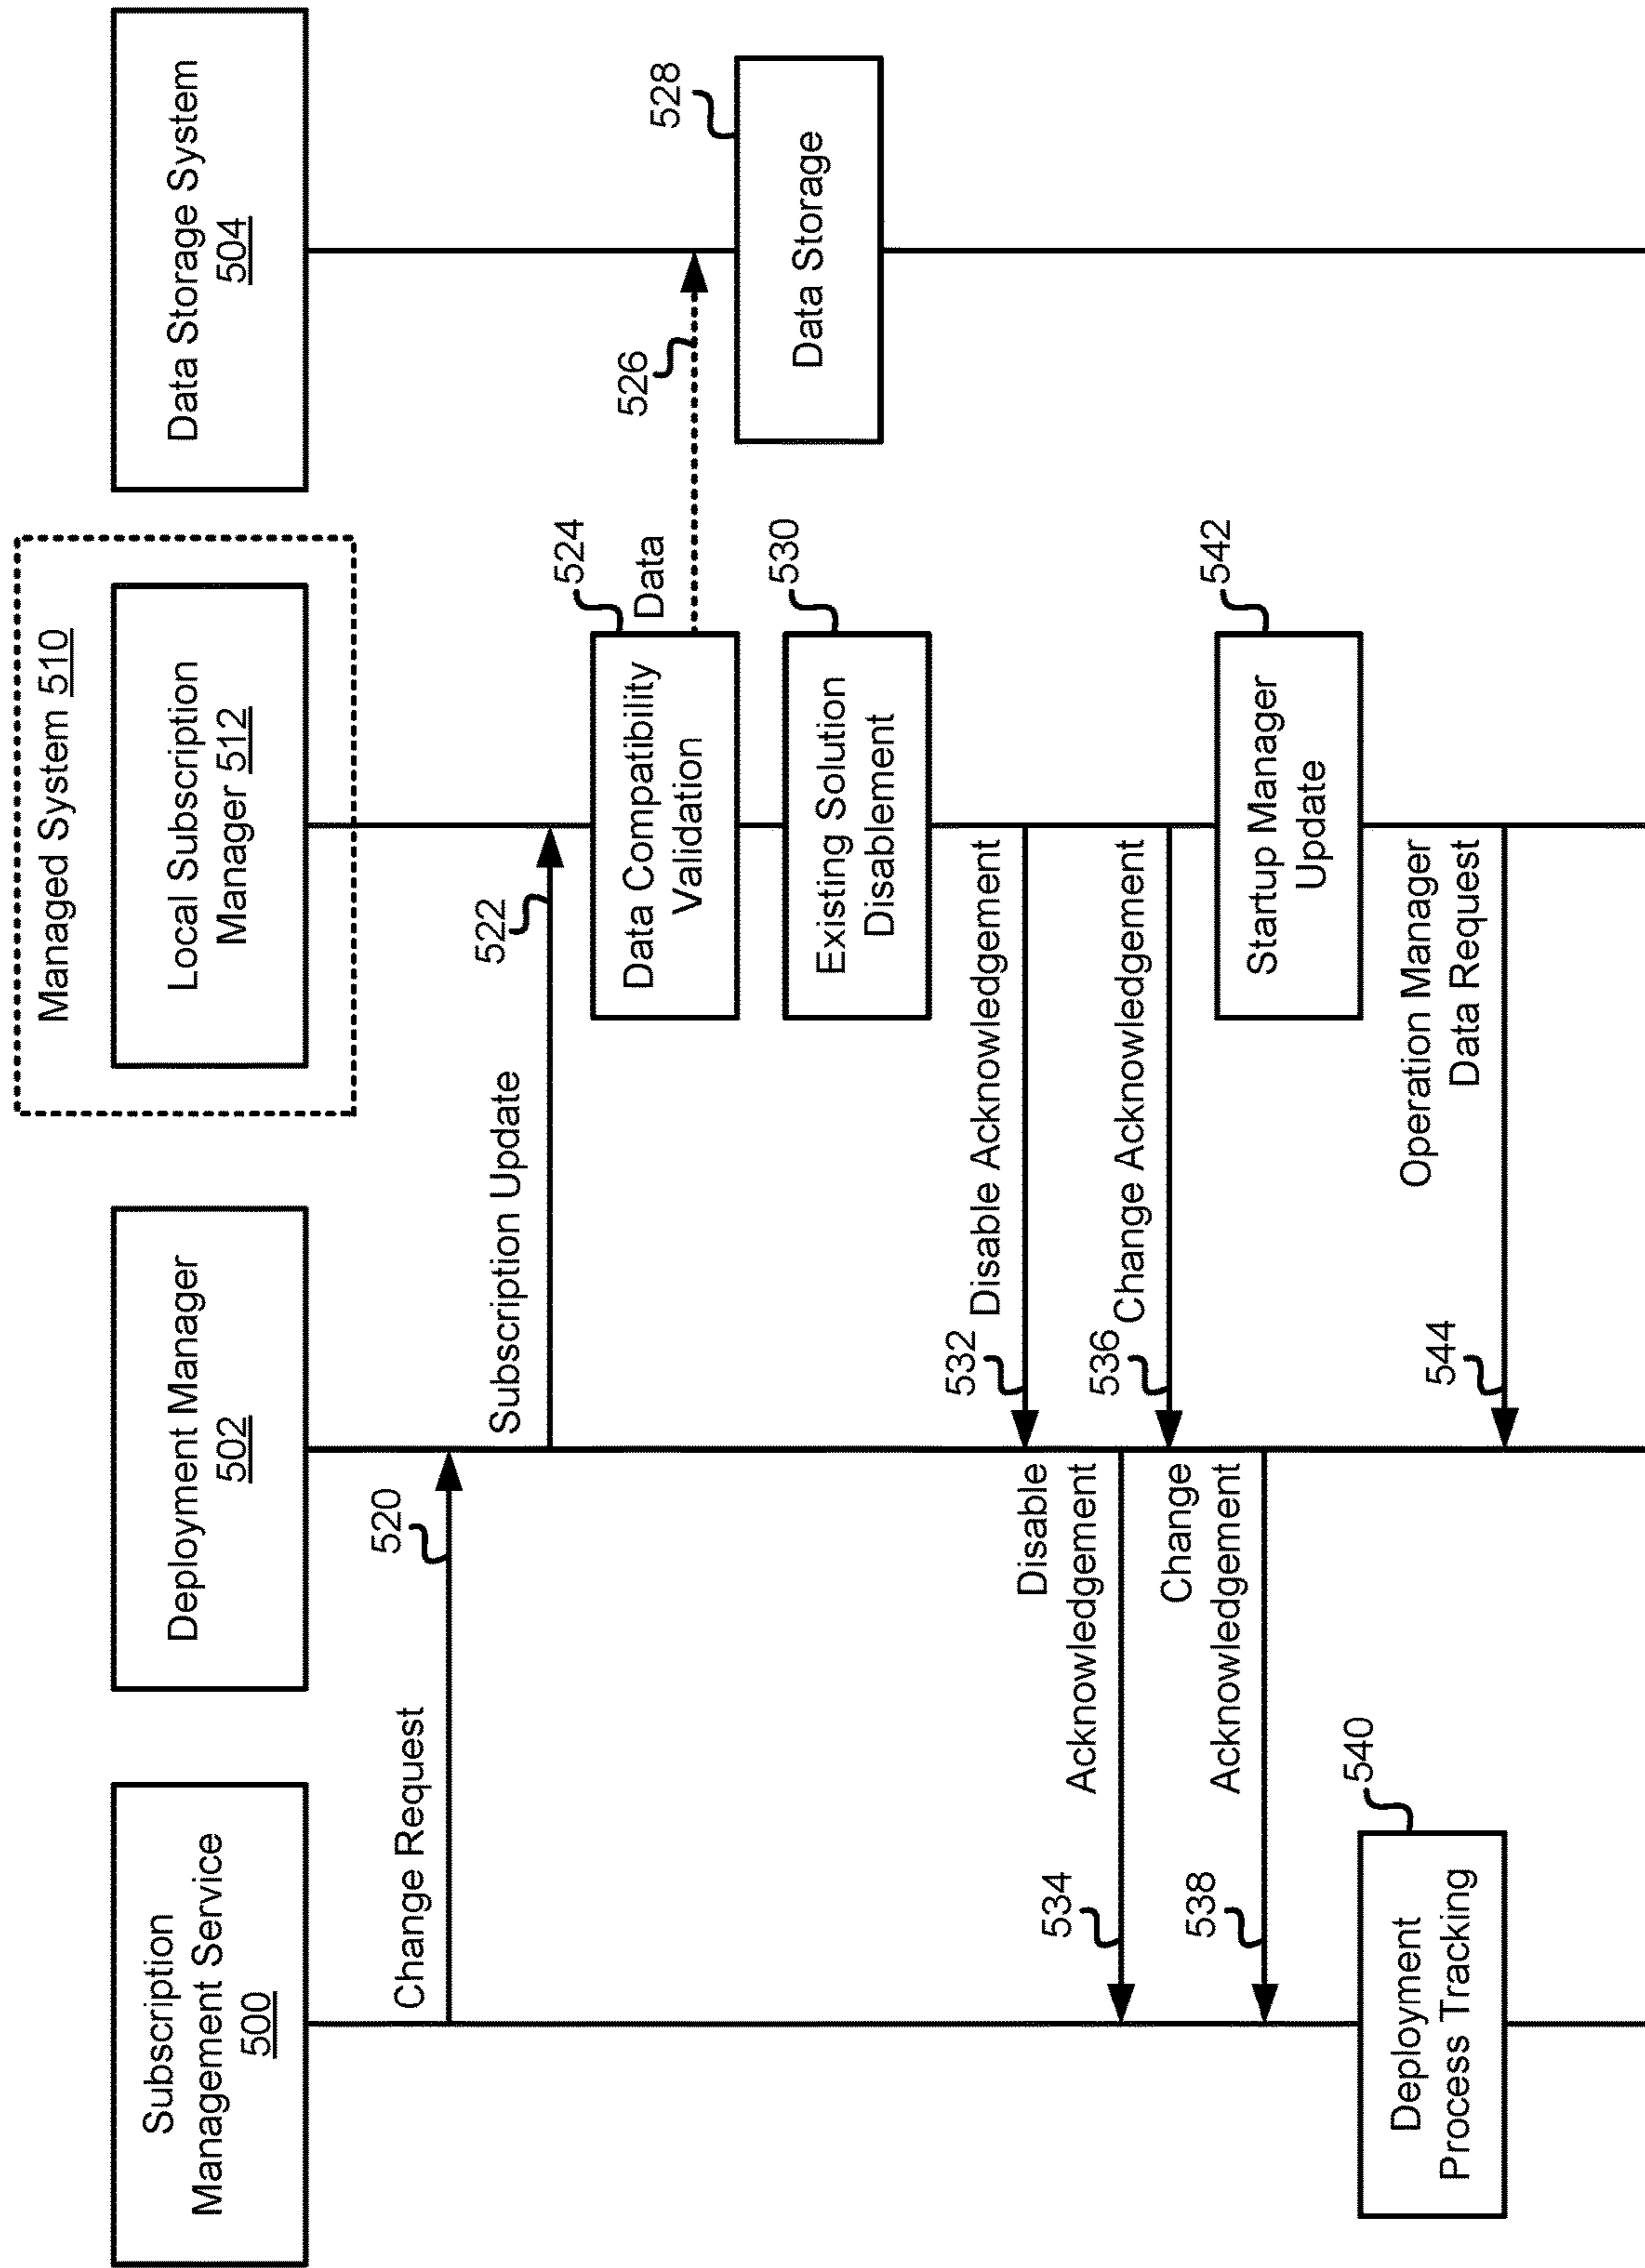 Subscription
Management Service
500
Deployment Manager
502
Managed System 510
Local Subscription
Manager 512
Data Storage System
504
Change Request
520
Subscription Update
522
524
Data Compatibility
Validation
Data
526
528
Data Storage
530
Existing Solution
Disablement
Disable Acknowledgement
532
Disable
Acknowledgement
534
Change Acknowledgement
536
Change
Acknowledgement
538
540
Deployment
Process Tracking
542
Startup Manager
Update
Operation Manager
Data Request
544